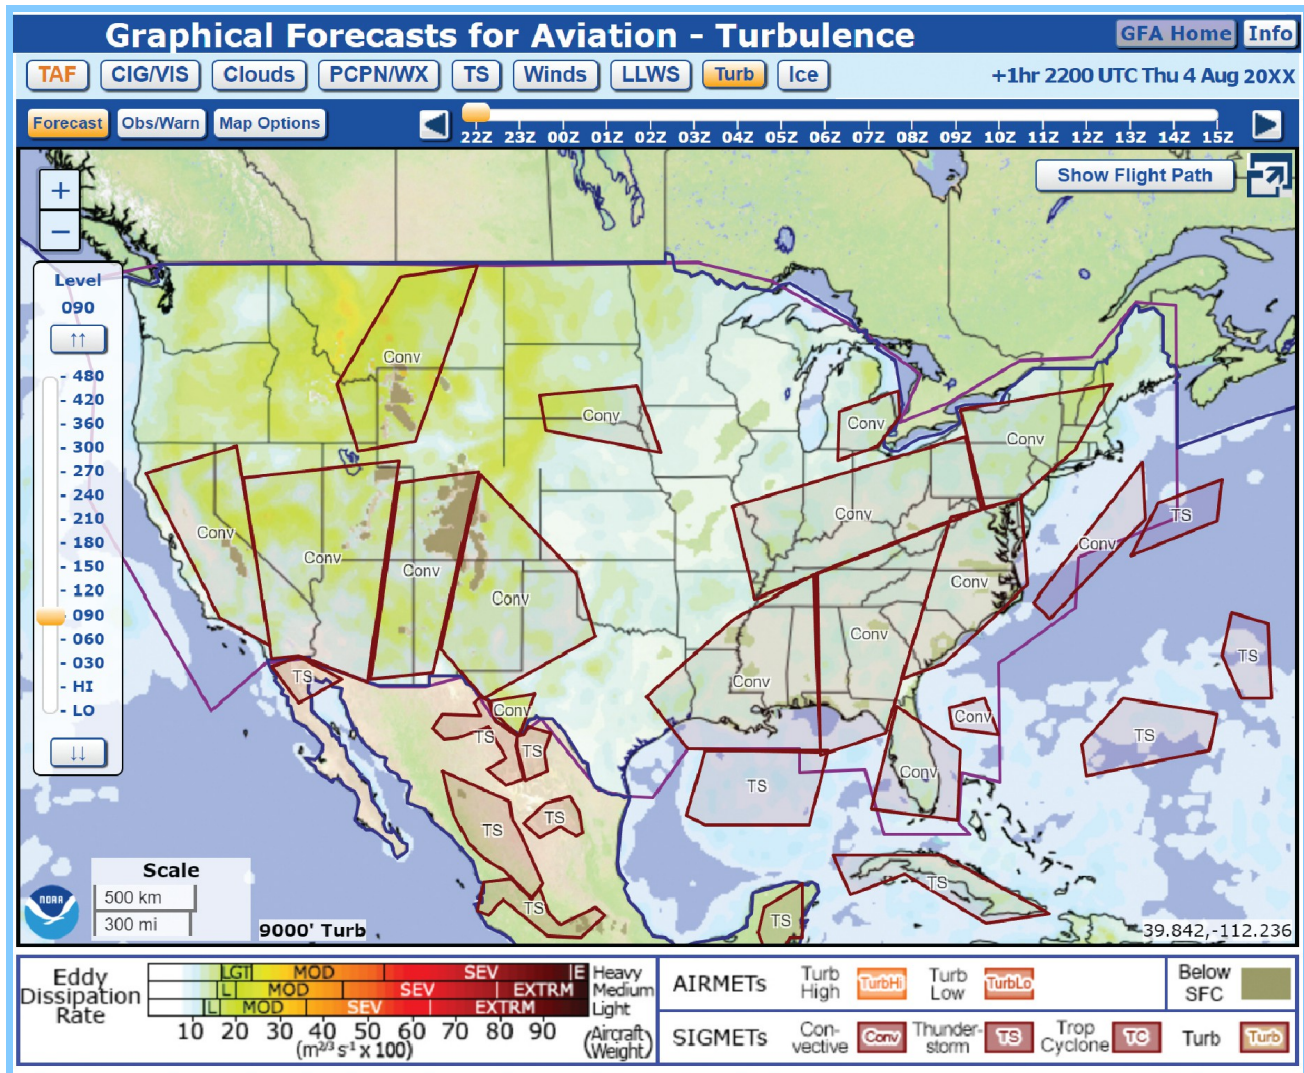 Graphical Forecasts for Aviation - Turbulence
GFA Home Info
TAF CIG/VIS Clouds PCPN/WX TS Winds LLWS Turb Ice
+1hr 2200 UTC Thu 4 Aug 20XX
Forecast Obs/Warn Map Options
22Z 23Z 00Z 01Z 02Z 03Z 04Z 05Z 06Z 07Z 08Z 09Z 10Z 11Z 12Z 13Z 14Z 15Z
Show Flight Path
+
−
Level
090
↑↑
- 480
- 420
- 360
- 300
- 270
- 240
- 210
- 180
- 150
- 120
- 090
- 060
- 030
- HI
- LO
↓↓
Conv
Conv
Conv
Conv
Conv
Conv
TS
Conv
Conv
Conv
Conv
Conv
Conv
Conv
TS
TS
Conv
Conv
Conv
TS
Conv
TS
TS
TS
Conv
TS
TS
TS
TS
TS
Scale
500 km
300 mi
NOAA
9000' Turb
39.842,-112.236
Eddy
Dissipation
Rate
LGT MOD SEV E Heavy
L MOD SEV EXTRM Medium
L MOD SEV EXTRM Light
10 20 30 40 50 60 70 80 90
(m2/3 s-1 x 100)
(Aircraft
Weight)
AIRMETs
Turb
High
TurbHi
Turb
Low
TurbLo
Below
SFC
SIGMETs
Con-
vective
Conv
Thunder-
storm
TS
Trop
Cyclone
TC
Turb
Turb